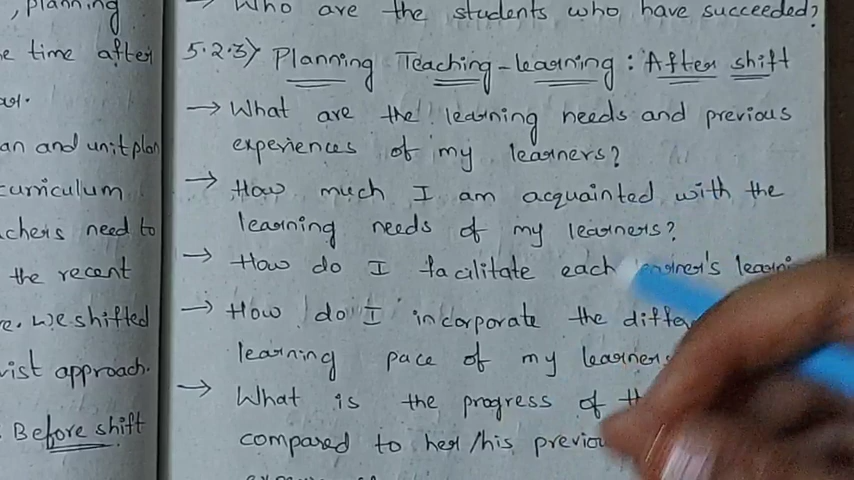 , planning
e time after
an and unit plan
curriculum
chers need to
the recent
e. We shifted
vist approach.
Before shift
→ Who are the students who have succeeded?
5.2.3) Planning Teaching-learning : After shift
→ What are the learning needs and previous
experiences of my learners?
→ How much I am acquainted with the
learning needs of my learners?
→ How do I facilitate each learner's
→ How do I incorporate the
learning pace of my learners
→ What is the progress of
compared to her/his